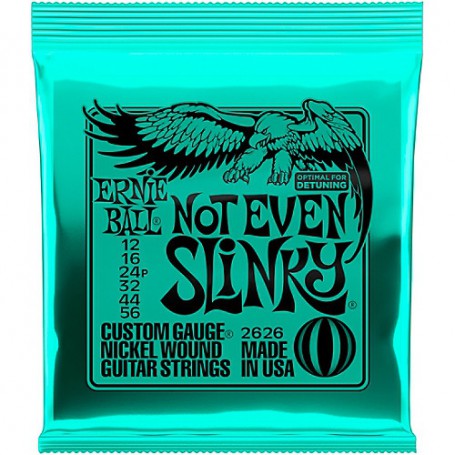 OPTIMAL FOR
DETUNING
ERNIE
BALL®
NOT EVEN
SLINKY®
12
16
24P
32
44
56
CUSTOM GAUGE®
NICKEL WOUND
GUITAR STRINGS
2626
MADE
IN USA